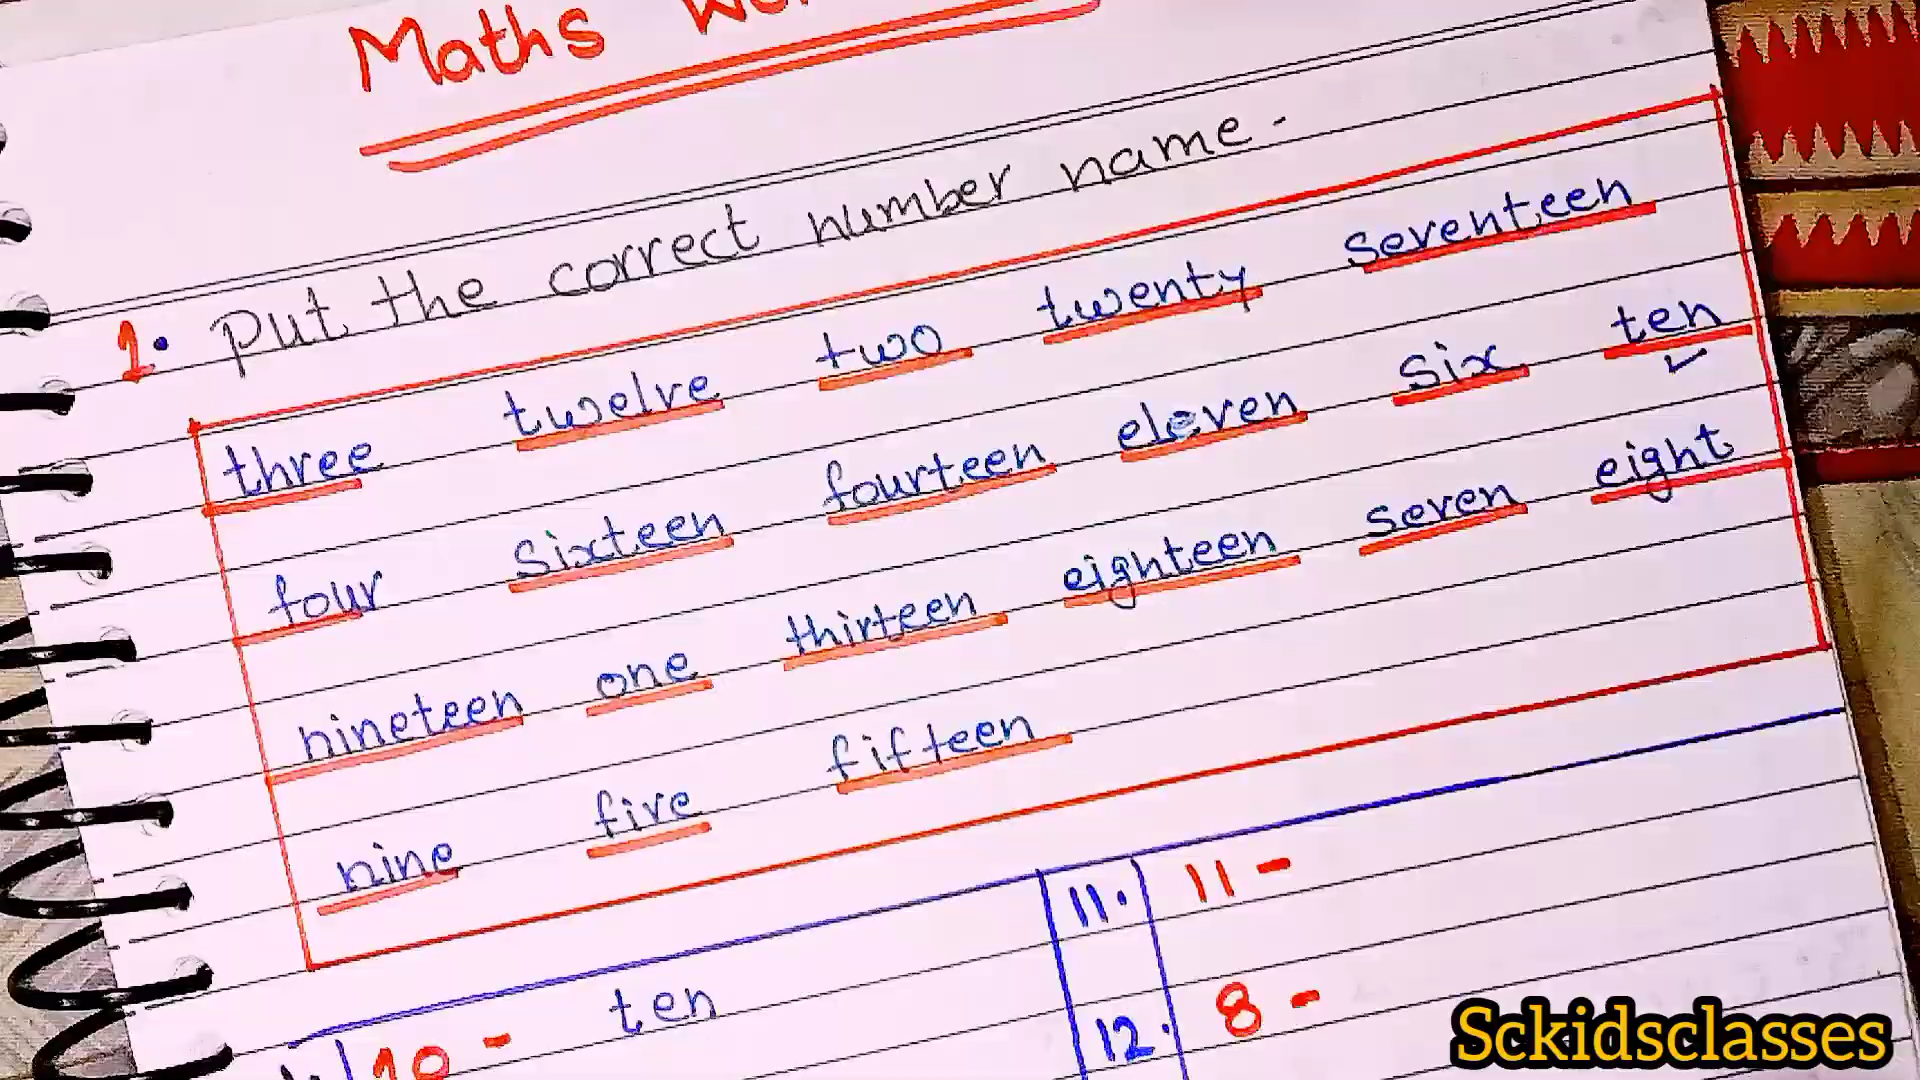 Maths
1. Put the correct number name.
three twelve two twenty seventeen
four sixteen fourteen eleven six ten
nineteen one thirteen eighteen seven eight
nine five fifteen
11. 11 -
10 - ten
12. 8 -
Sckidsclasses